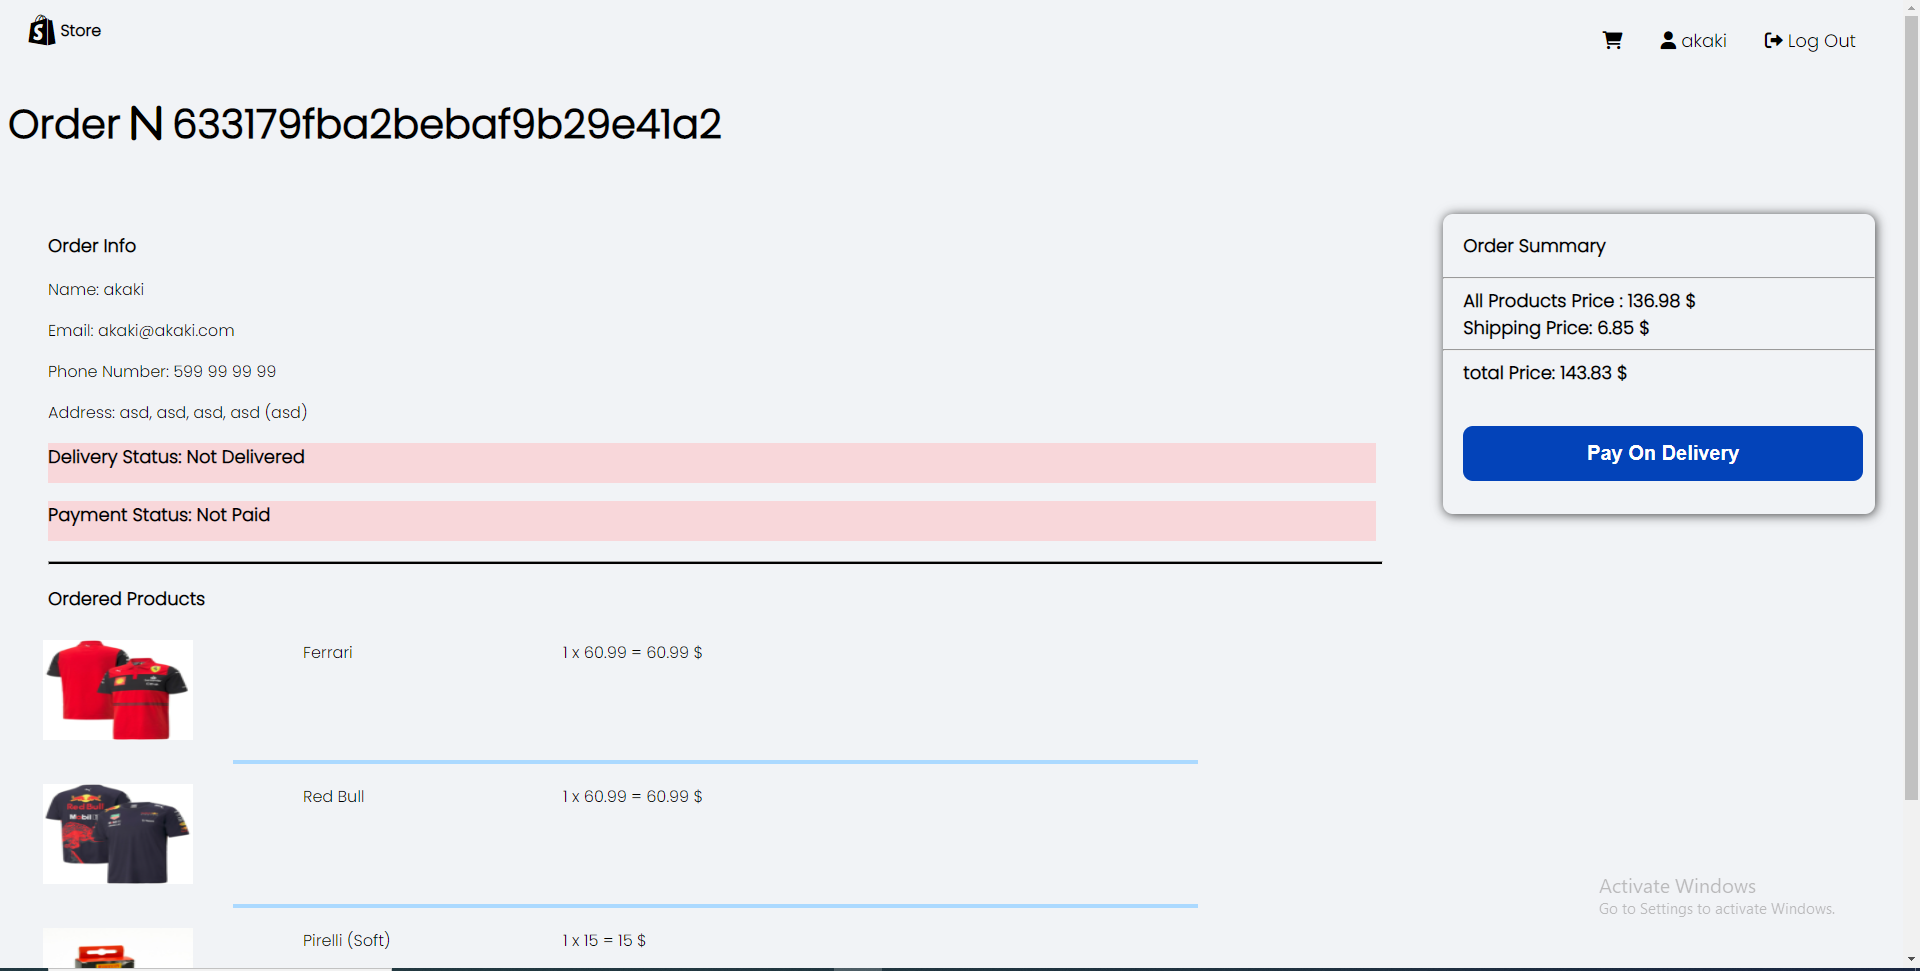 Store
akaki
Log Out
Order N 633179fba2bebaf9b29e41a2
Order Info
Name: akaki
Email: akaki@akaki.com
Phone Number: 599 99 99 99
Address: asd, asd, asd, asd (asd)
Delivery Status: Not Delivered
Payment Status: Not Paid
Order Summary
All Products Price : 136.98 $
Shipping Price: 6.85 $
total Price: 143.83 $
Pay On Delivery
Ordered Products
Ferrari
1 x 60.99 = 60.99 $
Red Bull
Mobil 1
Red Bull
1 x 60.99 = 60.99 $
Pirelli (Soft)
1 x 15 = 15 $
Activate Windows
Go to Settings to activate Windows.